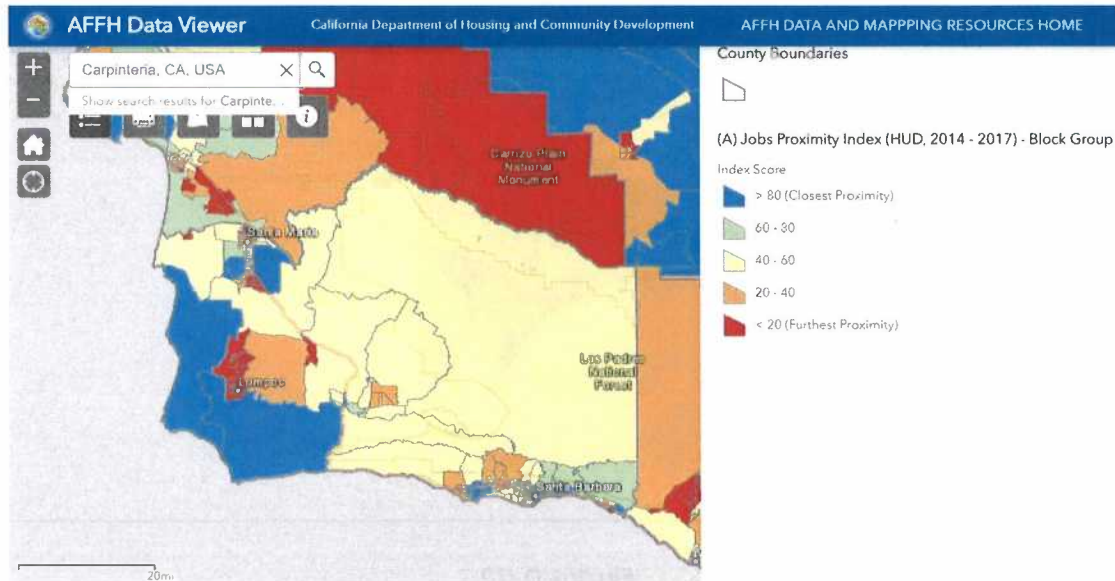 AFFH Data Viewer
California Department of Housing and Community Development
AFFH DATA AND MAPPPING RESOURCES HOME
+
Carpinteria, CA, USA
−
Show search results for Carpinte...
County Boundaries
(A) Jobs Proximity Index (HUD, 2014 - 2017) - Block Group
Index Score
> 80 (Closest Proximity)
60 - 30
40 - 60
20 - 40
< 20 (Furthest Proximity)
Carrizo Plain
National
Monument
Santa Maria
Los Padres
National
Forest
Lompoc
Santa Barbara
20mi